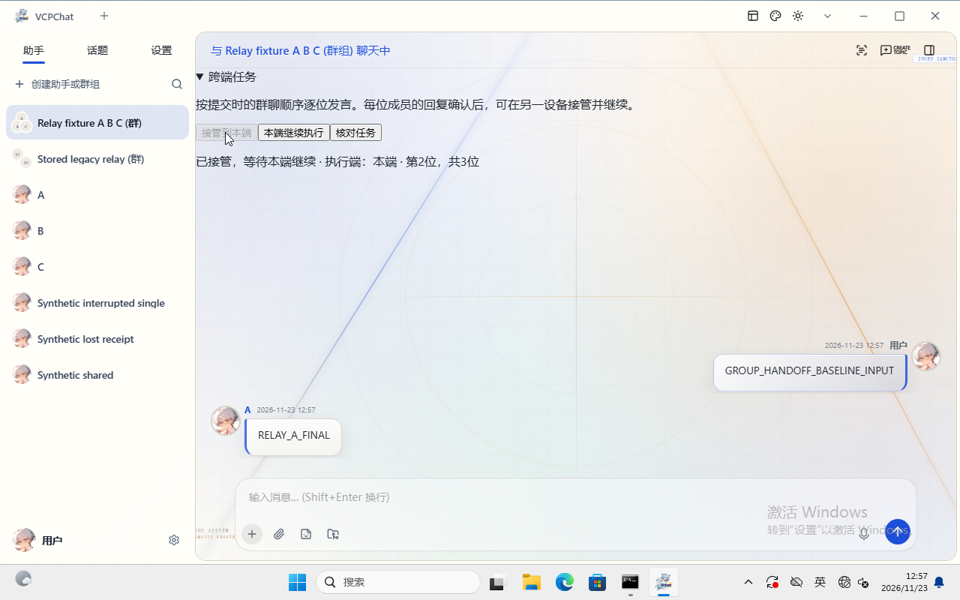 VCPChat
助手
话题
设置
与 Relay fixture A B C (群组) 聊天中
创建助手或群组
Relay fixture A B C (群)
Stored legacy relay (群)
A
B
C
Synthetic interrupted single
Synthetic lost receipt
Synthetic shared
用户
▼ 跨端任务
按提交时的群聊顺序逐位发言。每位成员的回复确认后，可在另一设备接管并继续。
接管到本端
本端继续执行
核对任务
已接管，等待本端继续 · 执行端：本端 · 第2位，共3位
2026-11-23 12:57 用户
GROUP_HANDOFF_BASELINE_INPUT
A 2026-11-23 12:57
RELAY_A_FINAL
输入消息... (Shift+Enter 换行)
激活 Windows
转到"设置"以激活 Windows
搜索
英
12:57
2026/11/23